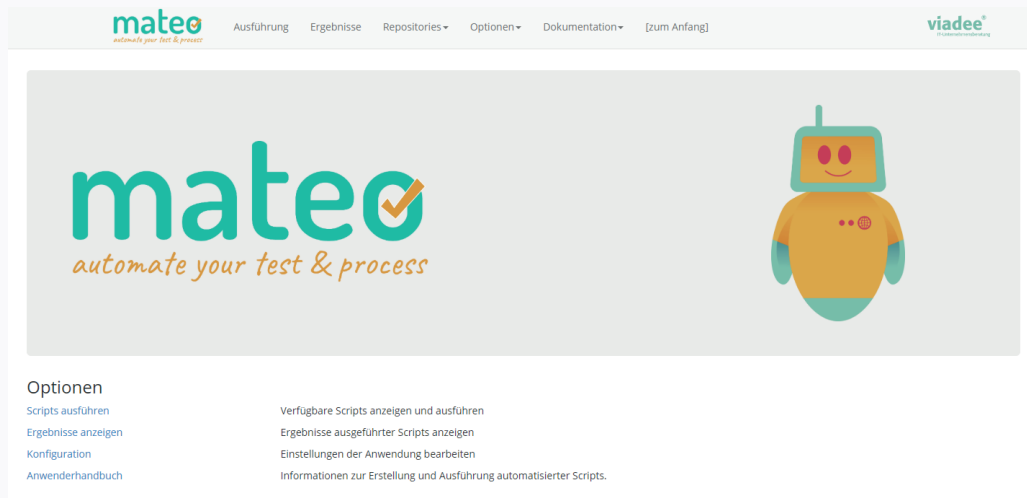 mateo
automate your test & process
Ausführung Ergebnisse Repositories Optionen Dokumentation [zum Anfang]
viadee®
IT-Unternehmensberatung
mateo
automate your test & process
Optionen
Scripts ausführen Verfügbare Scripts anzeigen und ausführen
Ergebnisse anzeigen Ergebnisse ausgeführter Scripts anzeigen
Konfiguration Einstellungen der Anwendung bearbeiten
Anwenderhandbuch Informationen zur Erstellung und Ausführung automatisierter Scripts.